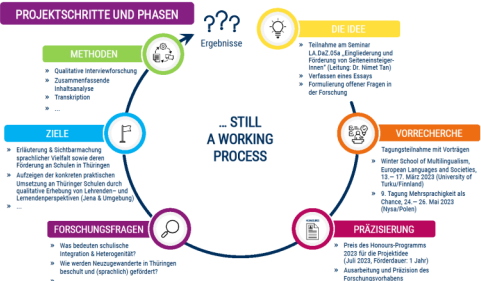 PROJEKTSCHRITTE UND PHASEN
???
Ergebnisse
DIE IDEE
» Teilnahme am Seminar
LA.DaZ.05a „Eingliederung und
Förderung von Seiteneinsteiger-
Innen“ (Leitung: Dr. Nimet Tan)
» Verfassen eines Essays
» Formulierung offener Fragen in
der Forschung
VORRECHERCHE
Tagungsteilnahme mit Vorträgen
» Winter School of Multilingualism,
European Languages and Societies,
13.— 17. März 2023 (University of
Turku/Finnland)
» 9. Tagung Mehrsprachigkeit als
Chance, 24.— 26. Mai 2023
(Nysa/Polen)
PRÄZISIERUNG
» Preis des Honours-Programms
2023 für die Projektidee
(Juli 2023, Förderdauer: 1 Jahr)
» Ausarbeitung und Präzision des
Forschungsvorhabens
FORSCHUNGSFRAGEN
» Was bedeuten schulische
Integration & Heterogenität?
» Wie werden Neuzugewanderte in Thüringen
beschult und (sprachlich) gefördert?
ZIELE
» Erläuterung & Sichtbarmachung
sprachlicher Vielfalt sowie deren
Förderung an Schulen in Thüringen
» Aufzeigen der konkreten praktischen
Umsetzung an Thüringer Schulen durch
qualitative Erhebung von Lehrenden— und
Lernendenperspektiven (Jena & Umgebung)
» ...
METHODEN
» Qualitative Interviewforschung
» Zusammenfassende
Inhaltsanalyse
» Transkription
» ...
... STILL
A WORKING
PROCESS